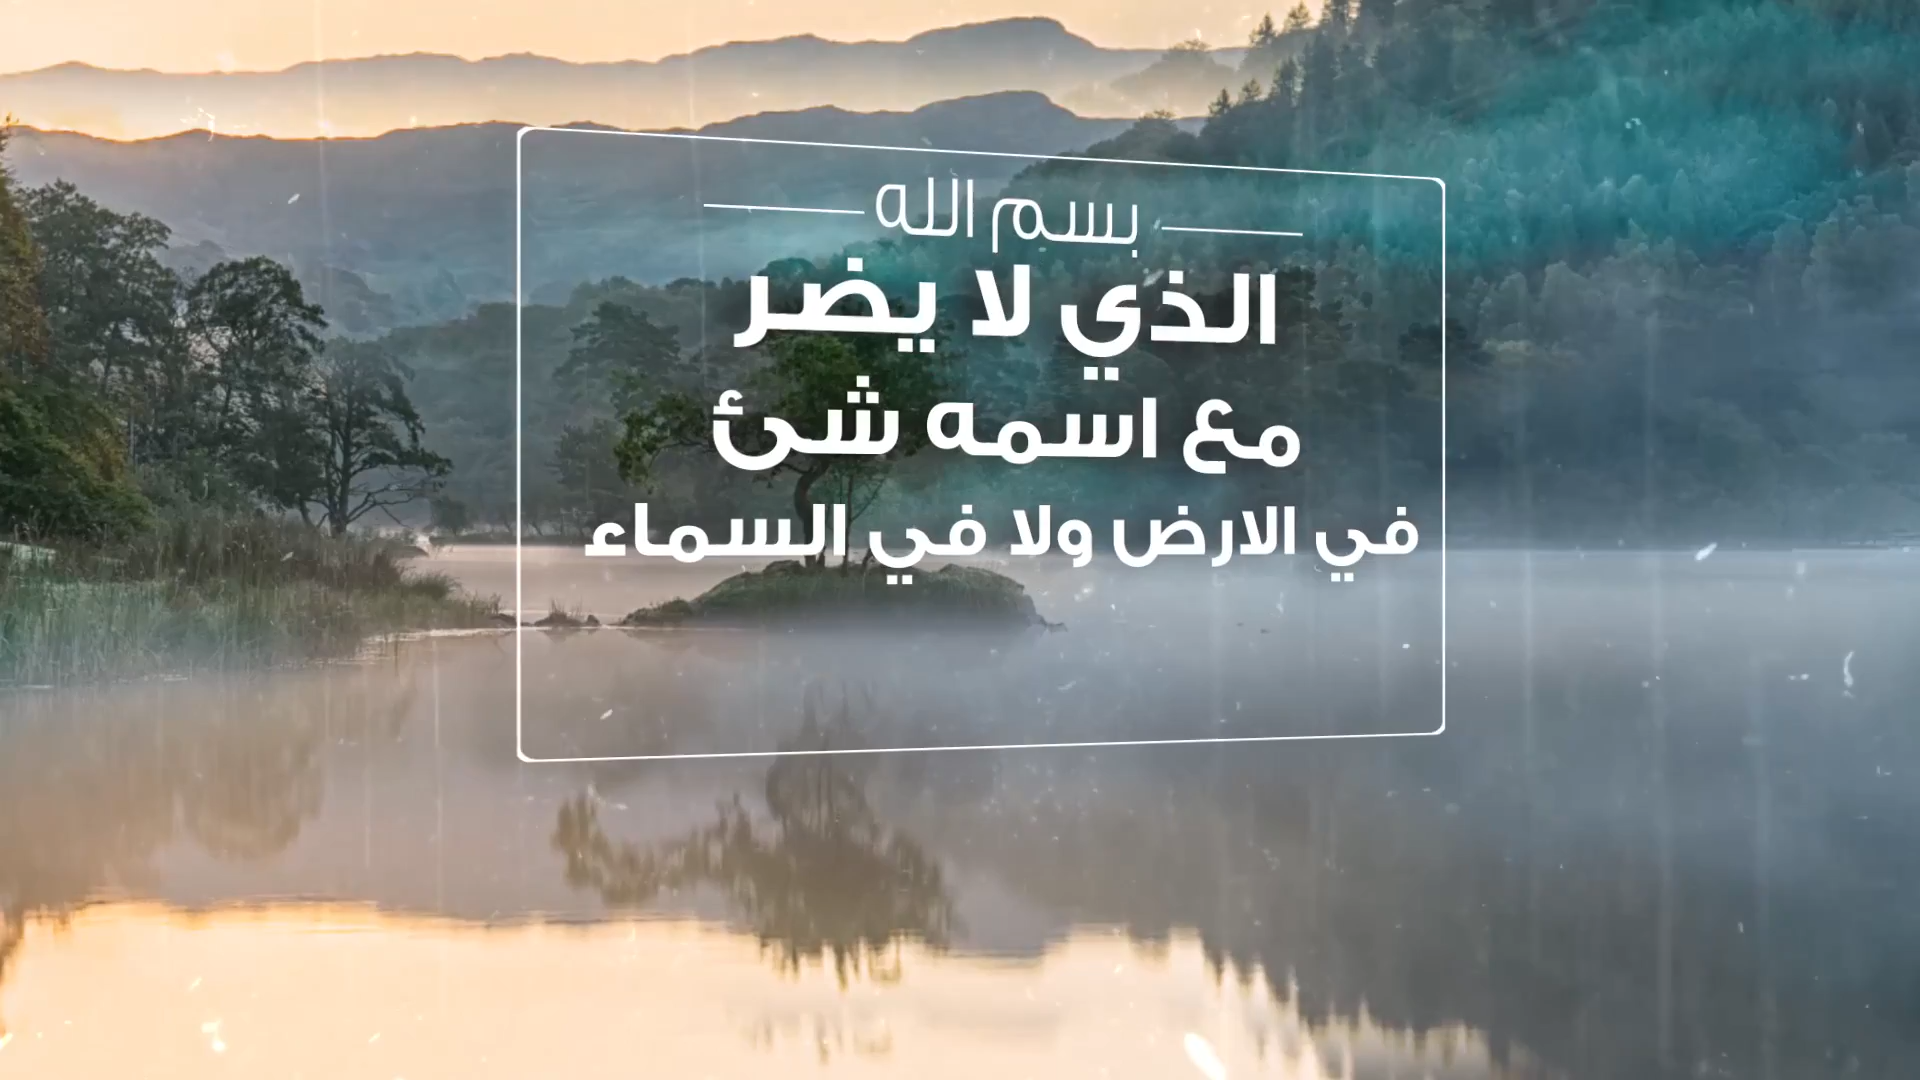 بسم الله
الذي لا يضر
مع اسمه شئ
في الارض ولا في السماء